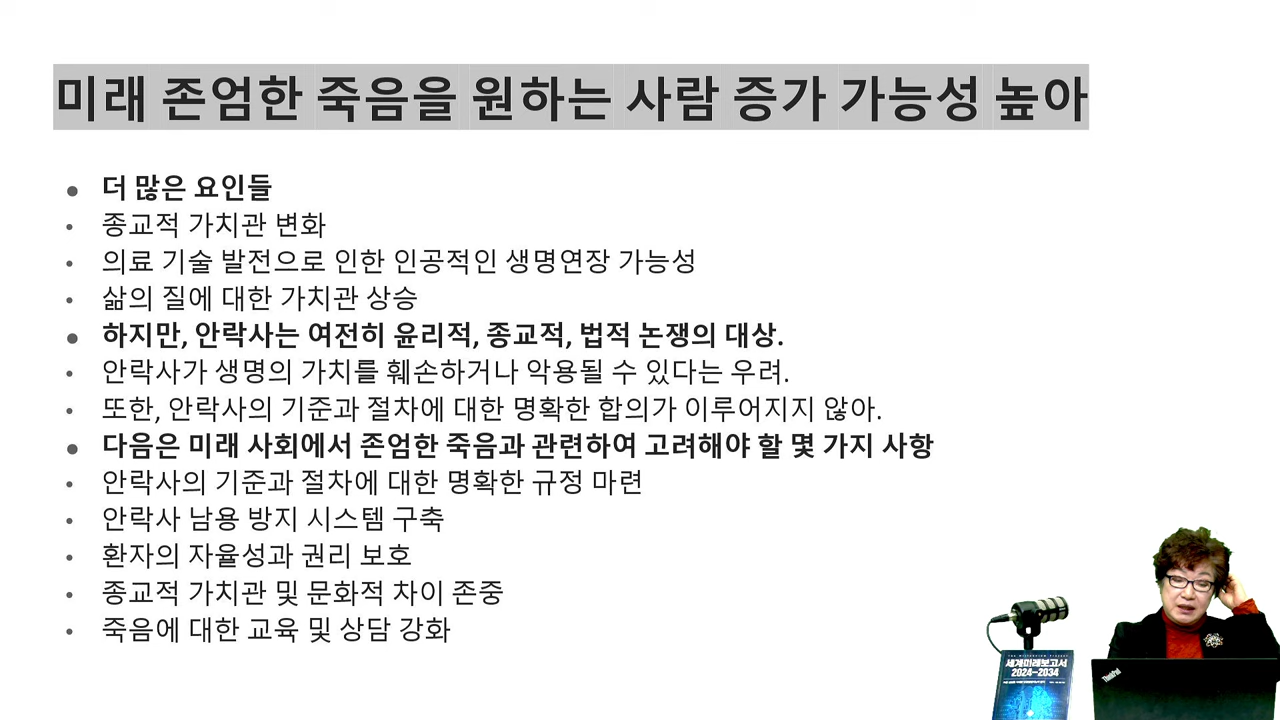 미래 존엄한 죽음을 원하는 사람 증가 가능성 높아
● 더 많은 요인들
• 종교적 가치관 변화
• 의료 기술 발전으로 인한 인공적인 생명연장 가능성
• 삶의 질에 대한 가치관 상승
● 하지만, 안락사는 여전히 윤리적, 종교적, 법적 논쟁의 대상.
• 안락사가 생명의 가치를 훼손하거나 악용될 수 있다는 우려.
• 또한, 안락사의 기준과 절차에 대한 명확한 합의가 이루어지지 않아.
● 다음은 미래 사회에서 존엄한 죽음과 관련하여 고려해야 할 몇 가지 사항
• 안락사의 기준과 절차에 대한 명확한 규정 마련
• 안락사 남용 방지 시스템 구축
• 환자의 자율성과 권리 보호
• 종교적 가치관 및 문화적 차이 존중
• 죽음에 대한 교육 및 상담 강화
세계미래보고서
2024-2034
ThinkPad